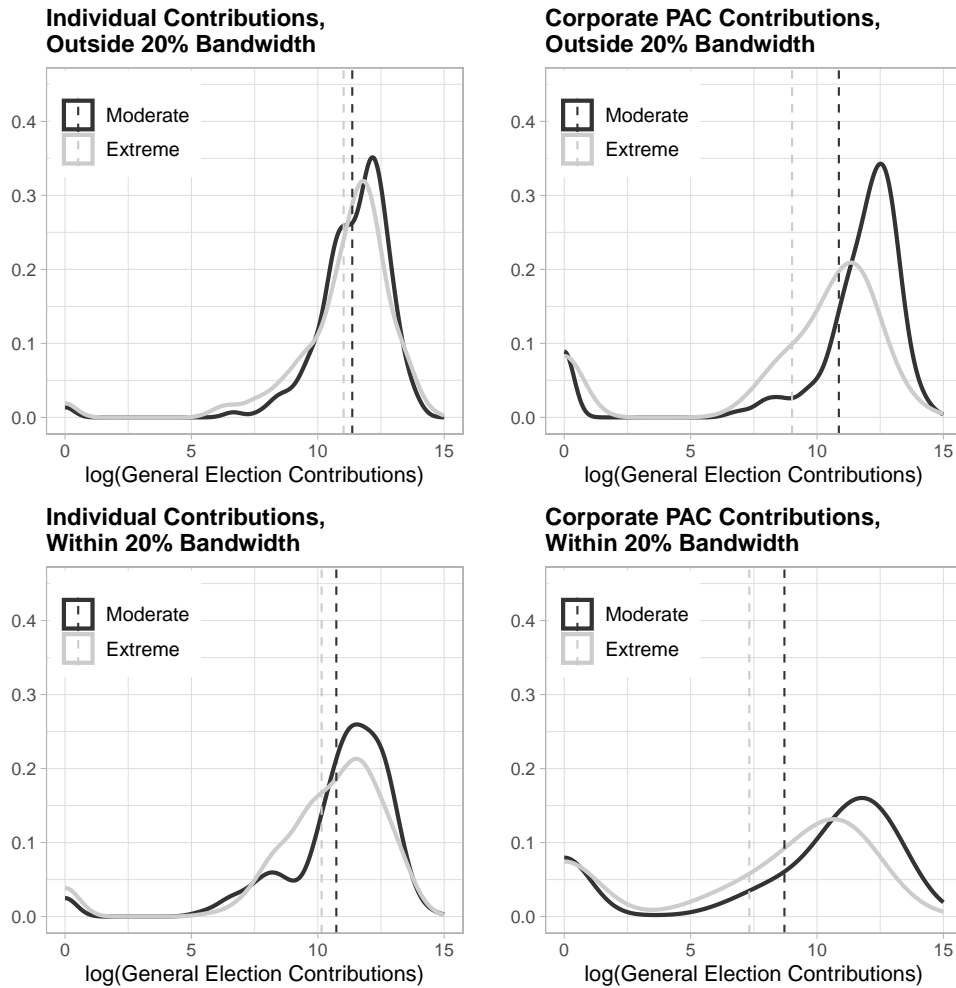 Individual Contributions,
Outside 20% Bandwidth
Moderate
Extreme
0.4
0.3
0.2
0.1
0.0
0
5
10
15
log(General Election Contributions)
Corporate PAC Contributions,
Outside 20% Bandwidth
Moderate
Extreme
0.4
0.3
0.2
0.1
0.0
0
5
10
15
log(General Election Contributions)
Individual Contributions,
Within 20% Bandwidth
Moderate
Extreme
0.4
0.3
0.2
0.1
0.0
0
5
10
15
log(General Election Contributions)
Corporate PAC Contributions,
Within 20% Bandwidth
Moderate
Extreme
0.4
0.3
0.2
0.1
0.0
0
5
10
15
log(General Election Contributions)